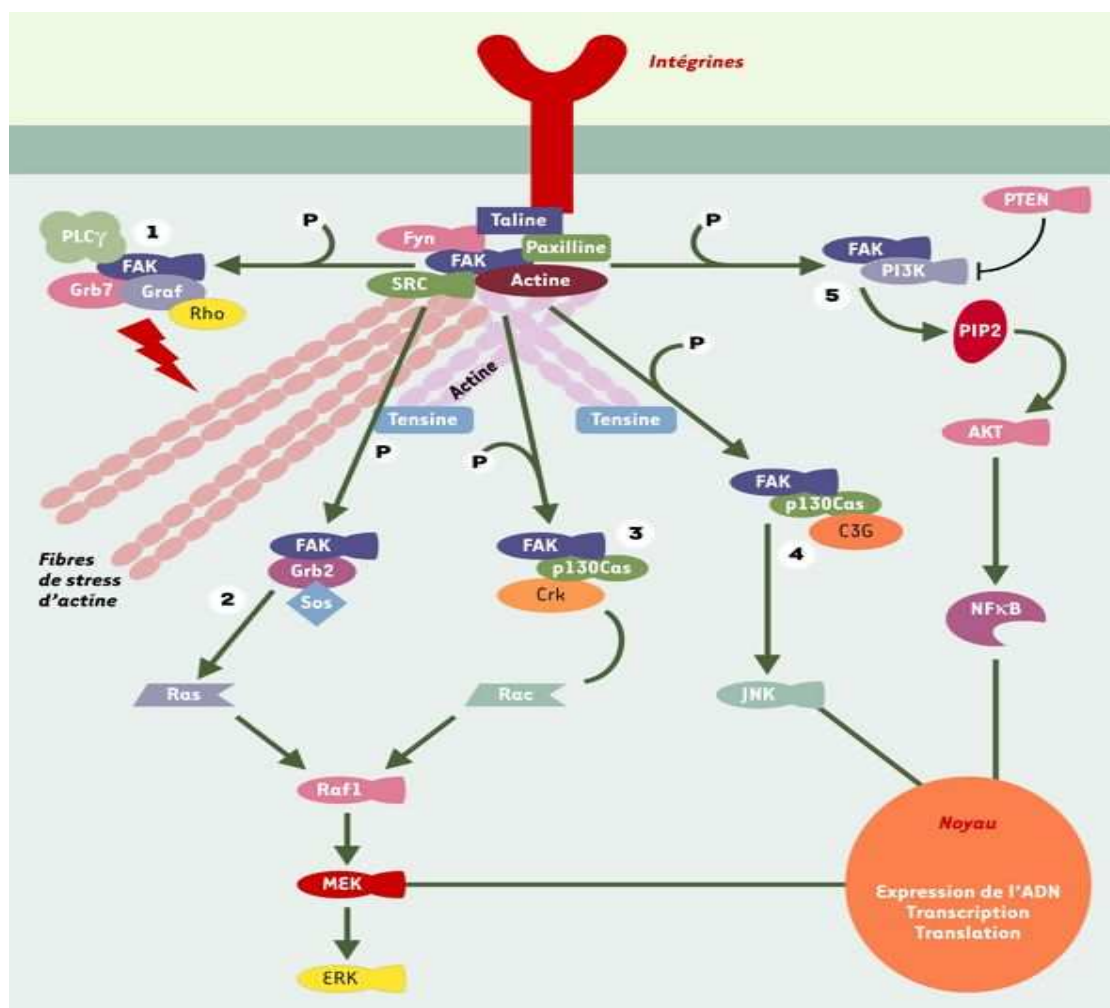 Intégrines
PTEN
P
P
Taline
PLCγ
1
Fyn
Paxilline
FAK
FAK
FAK
PI3K
Grb7
Graf
SRC
Actine
5
Rho
PIP2
P
Actine
Tensine
Tensine
AKT
P
P
FAK
p130Cas
C3G
4
FAK
FAK
3
Fibres
de stress
d'actine
Grb2
p130Cas
2
Sos
Crk
NFκB
Ras
Rac
JNK
Raf1
Noyau
MEK
Expression de l'ADN
Transcription
Translation
ERK